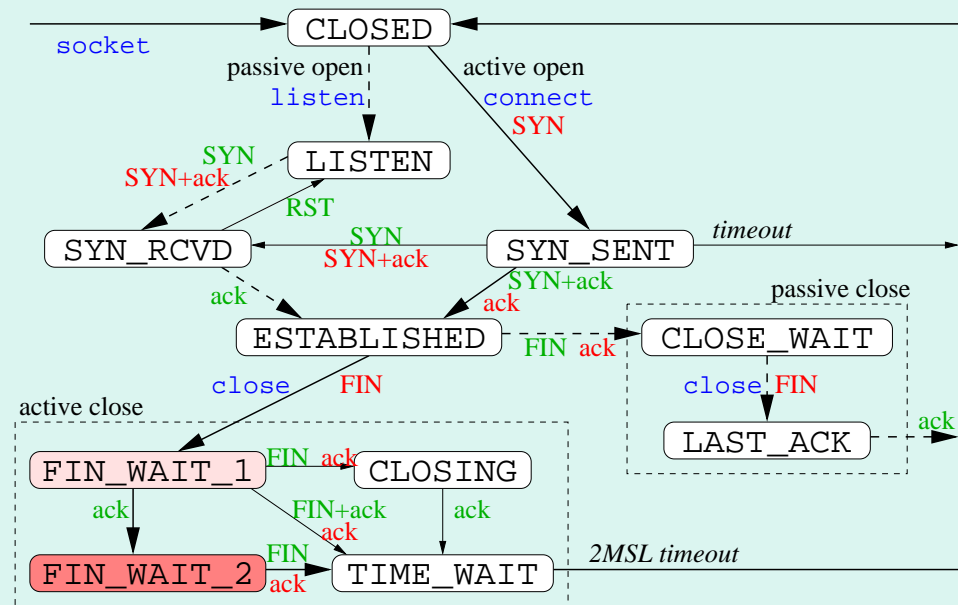 CLOSED
socket
passive open
active open
listen
connect
SYN
LISTEN
SYN
SYN+ack
RST
SYN_RCVD
SYN
SYN+ack
SYN_SENT
timeout
ack
SYN+ack
ack
passive close
ESTABLISHED
FIN ack
CLOSE_WAIT
close FIN
close FIN
active close
LAST_ACK
ack
FIN_WAIT_1
FIN ack
CLOSING
ack
FIN+ack
ack
ack
FIN_WAIT_2
FIN
ack
TIME_WAIT
2MSL timeout